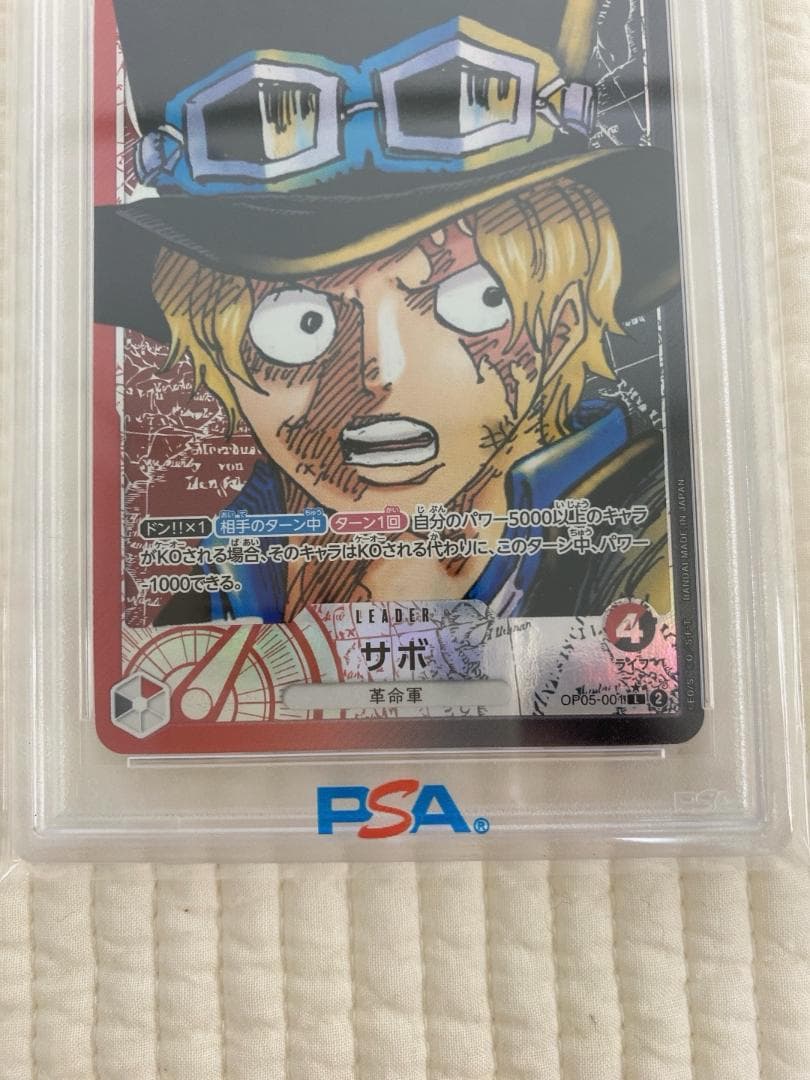 ドン!!×1 相手のターン中 ターン1回 自分のパワー5000以上のキャラ
がKOされる場合、そのキャラはKOされる代わりに、このターン中、パワー
-1000できる。
LEADER
サボ
革命軍
4
ライフ
OP05-001 L 2
BANDAI MADE IN JAPAN
PSA®
PSA